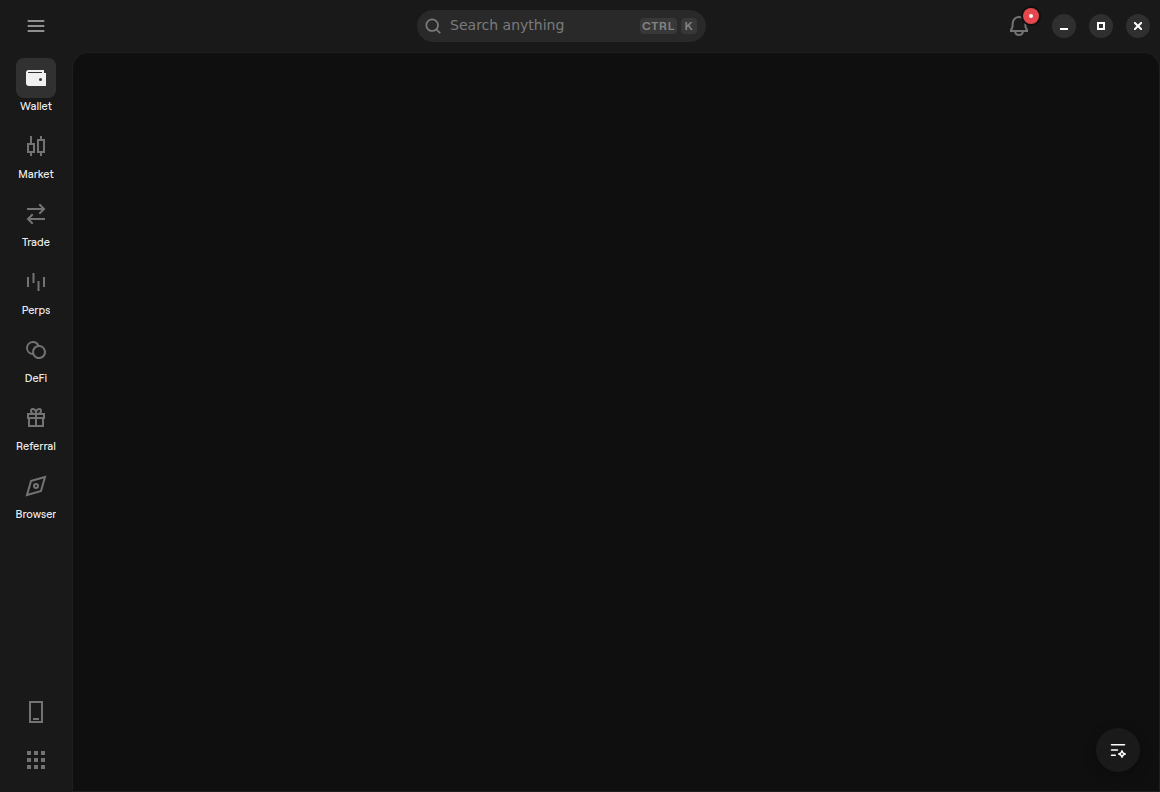 Search anything CTRL K
Wallet
Market
Trade
Perps
DeFi
Referral
Browser